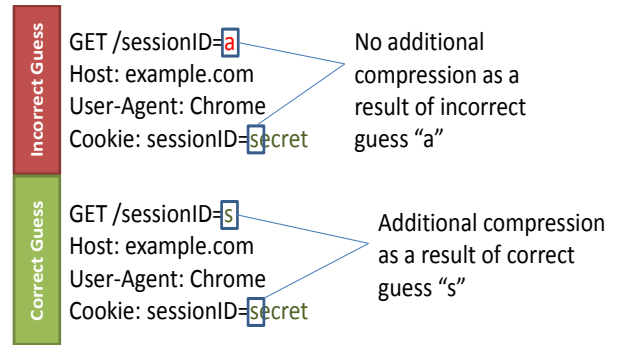 Incorrect Guess
GET /sessionID=a
Host: example.com
User-Agent: Chrome
Cookie: sessionID=secret
No additional
compression as a
result of incorrect
guess “a”
Correct Guess
GET /sessionID=s
Host: example.com
User-Agent: Chrome
Cookie: sessionID=secret
Additional compression
as a result of correct
guess “s”